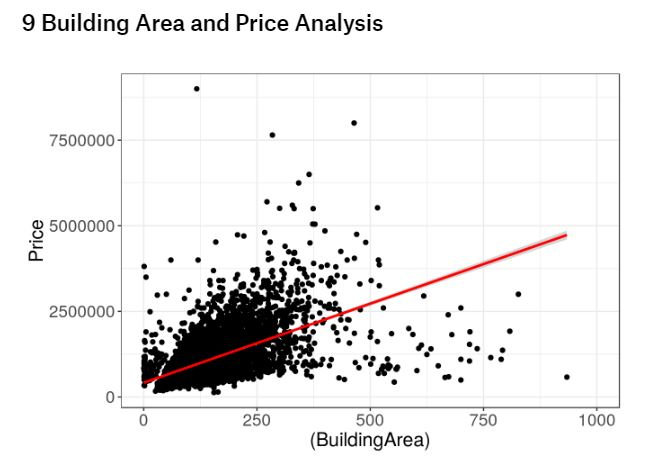 9 Building Area and Price Analysis
7500000
5000000
2500000
0
Price
0 250 500 750 1000
(BuildingArea)